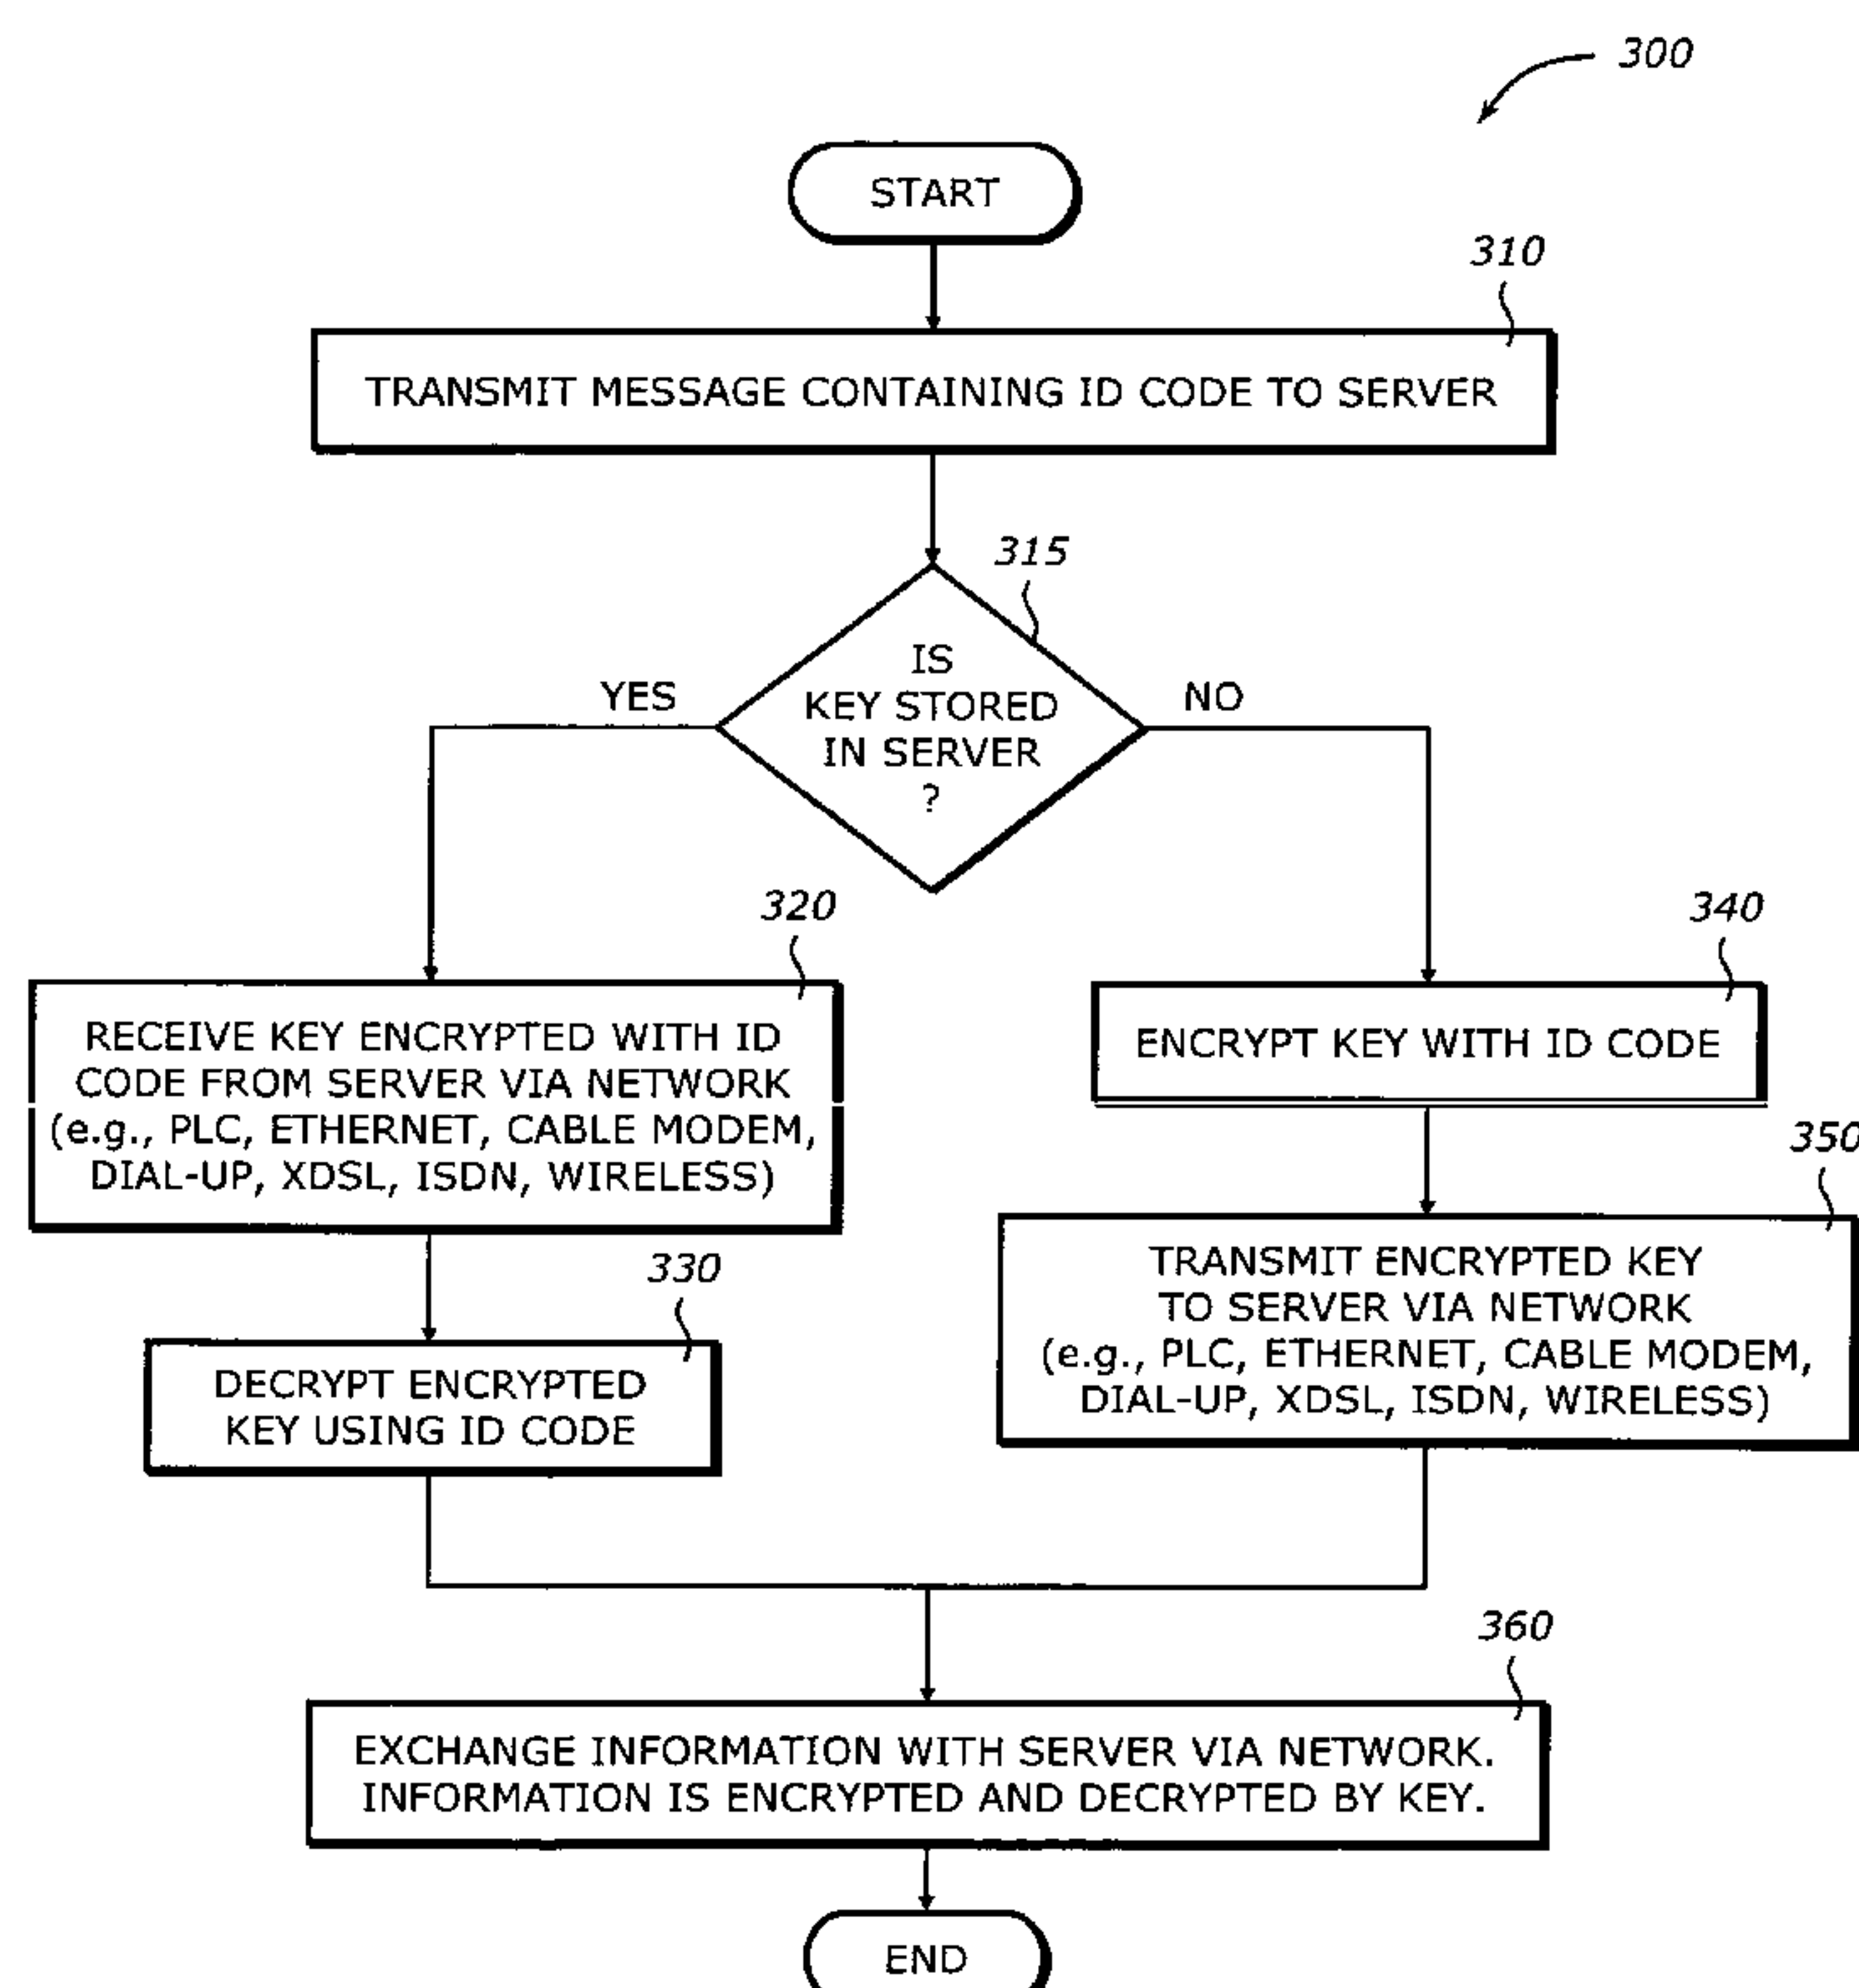 300
START
310
TRANSMIT MESSAGE CONTAINING ID CODE TO SERVER
315
IS
KEY STORED
IN SERVER
?
YES
NO
320
RECEIVE KEY ENCRYPTED WITH ID
CODE FROM SERVER VIA NETWORK
(e.g., PLC, ETHERNET, CABLE MODEM,
DIAL-UP, XDSL, ISDN, WIRELESS)
330
DECRYPT ENCRYPTED
KEY USING ID CODE
340
ENCRYPT KEY WITH ID CODE
350
TRANSMIT ENCRYPTED KEY
TO SERVER VIA NETWORK
(e.g., PLC, ETHERNET, CABLE MODEM,
DIAL-UP, XDSL, ISDN, WIRELESS)
360
EXCHANGE INFORMATION WITH SERVER VIA NETWORK.
INFORMATION IS ENCRYPTED AND DECRYPTED BY KEY.
END